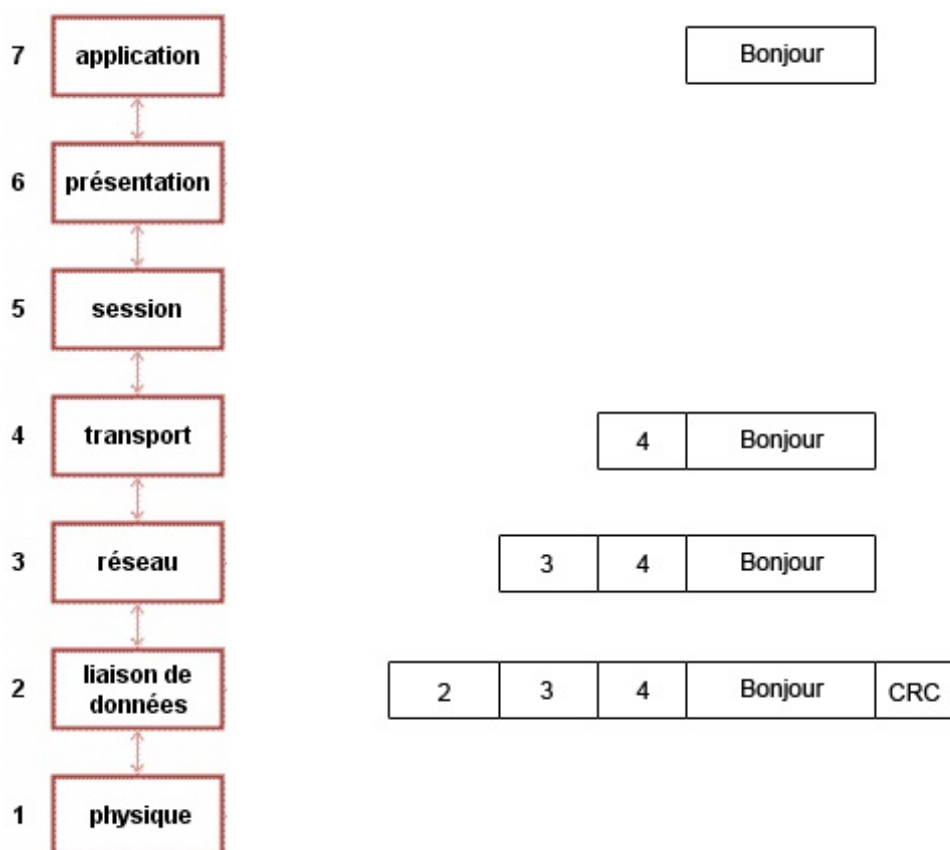 7 application Bonjour
6 présentation
5 session
4 transport 4 Bonjour
3 réseau 3 4 Bonjour
2 liaison de données 2 3 4 Bonjour CRC
1 physique